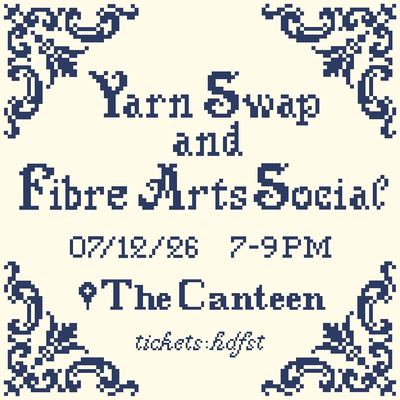 Yarn Swap
and
Fibre Arts Social
07/12/26 7-9PM
The Canteen
tickets:hdfst